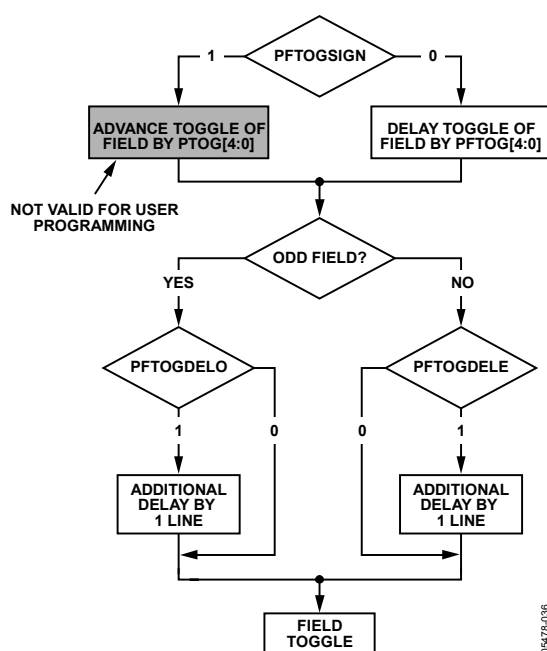 PFTOGSIGN
1
0
ADVANCE TOGGLE OF
FIELD BY PTOG[4:0]
DELAY TOGGLE OF
FIELD BY PFTOG[4:0]
NOT VALID FOR USER
PROGRAMMING
ODD FIELD?
YES
NO
PFTOGDELO
PFTOGDELE
1
0
0
1
ADDITIONAL
DELAY BY
1 LINE
ADDITIONAL
DELAY BY
1 LINE
FIELD
TOGGLE
05478-036